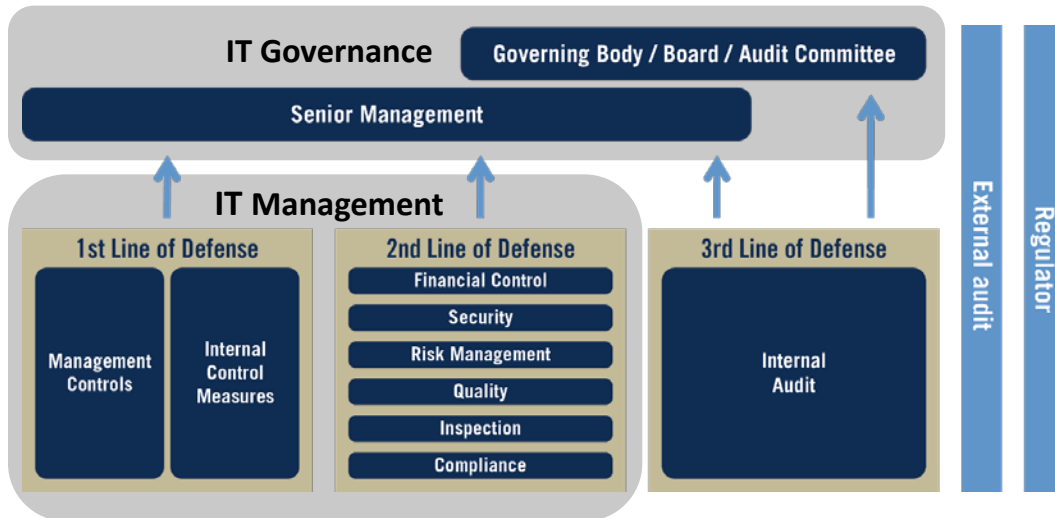 IT Governance
Governing Body / Board / Audit Committee
Senior Management
IT Management
1st Line of Defense
Management
Controls
Internal
Control
Measures
2nd Line of Defense
Financial Control
Security
Risk Management
Quality
Inspection
Compliance
3rd Line of Defense
Internal
Audit
External audit
Regulator